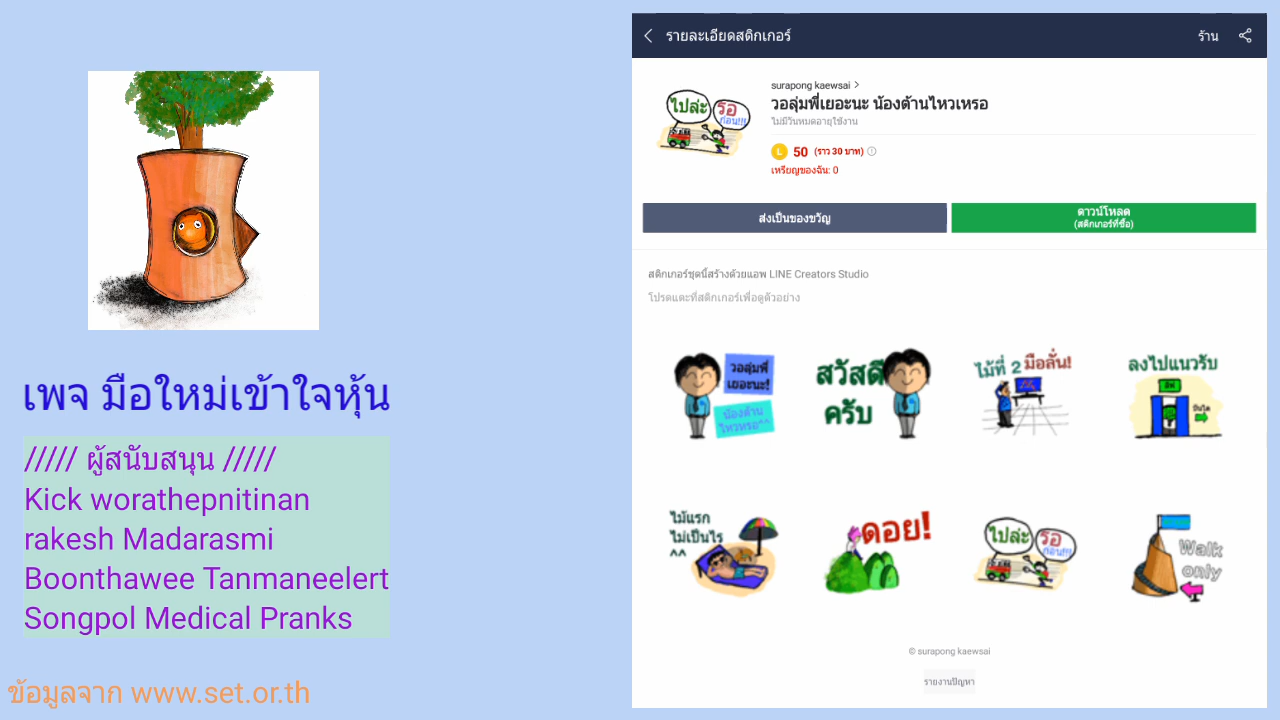 เพจ มือใหม่เข้าใจหุ้น
///// ผู้สนับสนุน /////
Kick worathepnitinan
rakesh Madarasmi
Boonthawee Tanmaneelert
Songpol Medical Pranks
ข้อมูลจาก www.set.or.th
รายละเอียดสติกเกอร์
ร้าน
ไปล่ะ
รอ
ก่อน!!!
surapong kaewsai >
วอลุ่มพี่เยอะนะ น้องต้านไหวเหรอ
ไม่มีวันหมดอายุใช้งาน
L 50 (ราว 30 บาท)
เหรียญของฉัน: 0
ส่งเป็นของขวัญ
ดาวน์โหลด
(สติกเกอร์ที่ซื้อ)
สติกเกอร์ชุดนี้สร้างด้วยแอพ LINE Creators Studio
โปรดแตะที่สติกเกอร์เพื่อดูตัวอย่าง
วอลุ่มพี่
เยอะนะ!
น้องต้าน
ไหวหรอ^^
สวัสดี
ครับ
ไม้ที่ 2 มือลั่น!
ลงไปแนวรับ
ไม้แรก
ไม่เป็นไร
^^
ดอย!
ไปล่ะ
รอ
ก่อน!!!
Walk
only
© surapong kaewsai
รายงานปัญหา